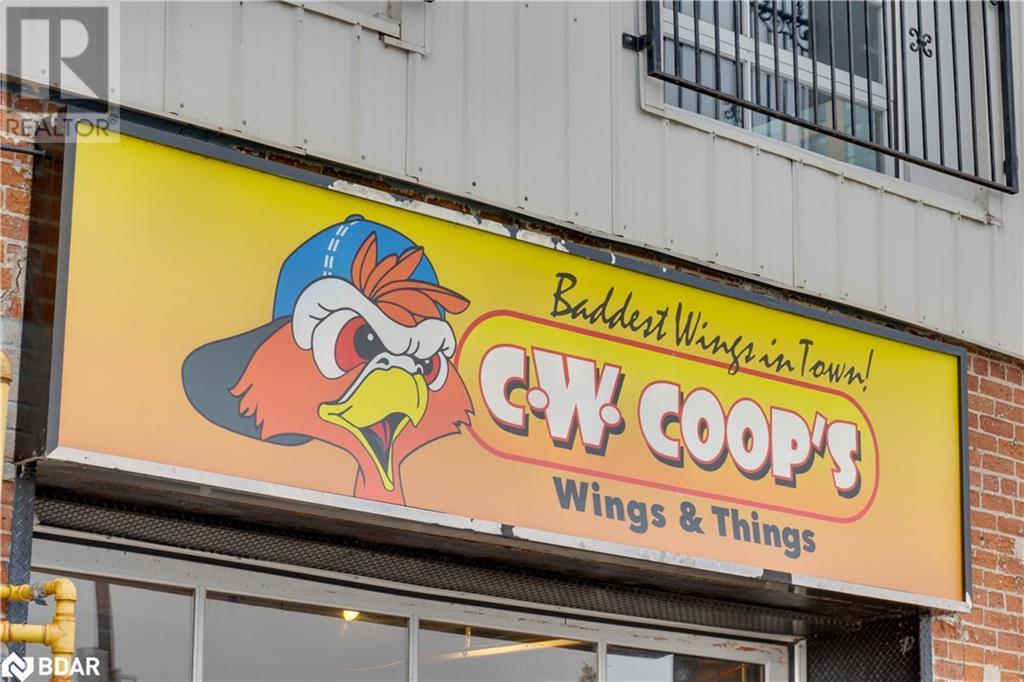 R
REALTOR®
Baddest Wings in Town!
C.W. COOP'S
Wings & Things
BDAR